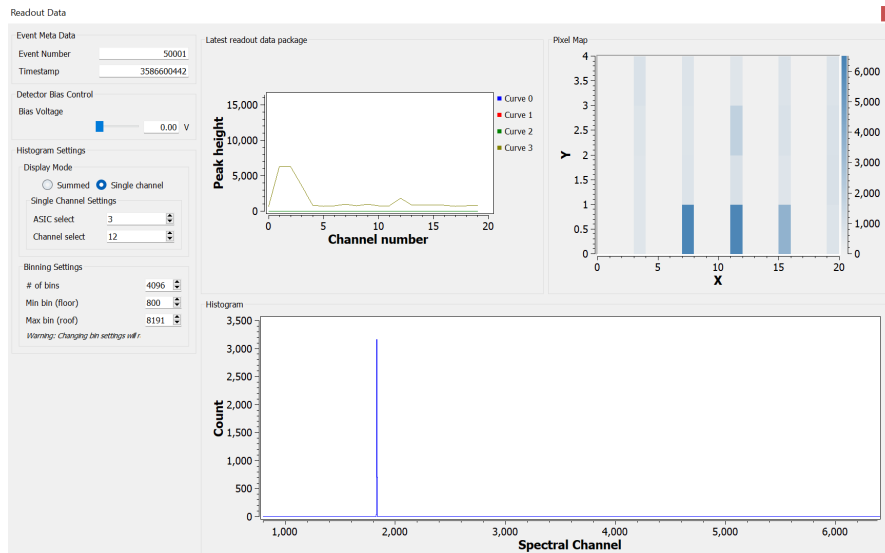 Readout Data
Event Meta Data
Event Number 50001
Timestamp 3586600442
Detector Bias Control
Bias Voltage
0.00 V
Histogram Settings
Display Mode
Summed Single channel
Single Channel Settings
ASIC select 3
Channel select 12
Binning Settings
# of bins 4096
Min bin (floor) 800
Max bin (roof) 8191
Warning: Changing bin settings will r
Latest readout data package
Peak height
15,000
10,000
5,000
0
0 5 10 15 20
Channel number
Curve 0
Curve 1
Curve 2
Curve 3
Pixel Map
Y
4
3.5
3
2.5
2
1.5
1
0.5
0
0 5 10 15 20
X
6,000
5,000
4,000
3,000
2,000
1,000
0
Histogram
Count
3,500
3,000
2,500
2,000
1,500
1,000
500
0
1,000 2,000 3,000 4,000 5,000 6,000
Spectral Channel